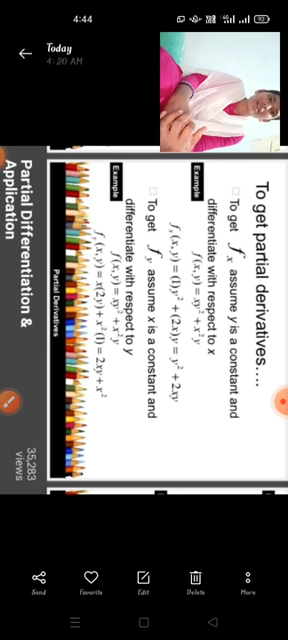 4:44
92
Today
4:20 AM
To get partial derivatives….
To get f_x assume y is a constant and
differentiate with respect to x
Example
f(x, y) = xy² + x²y
f_x(x, y) = (1)y² + (2x)y = y² + 2xy
To get f_y assume x is a constant and
differentiate with respect to y
Example
f(x, y) = xy² + x²y
f_y(x, y) = x(2y) + x²(1) = 2xy + x²
Partial Derivatives
Partial Differentiation &
Application
35,283
views
Send
Favorite
Edit
Delete
More